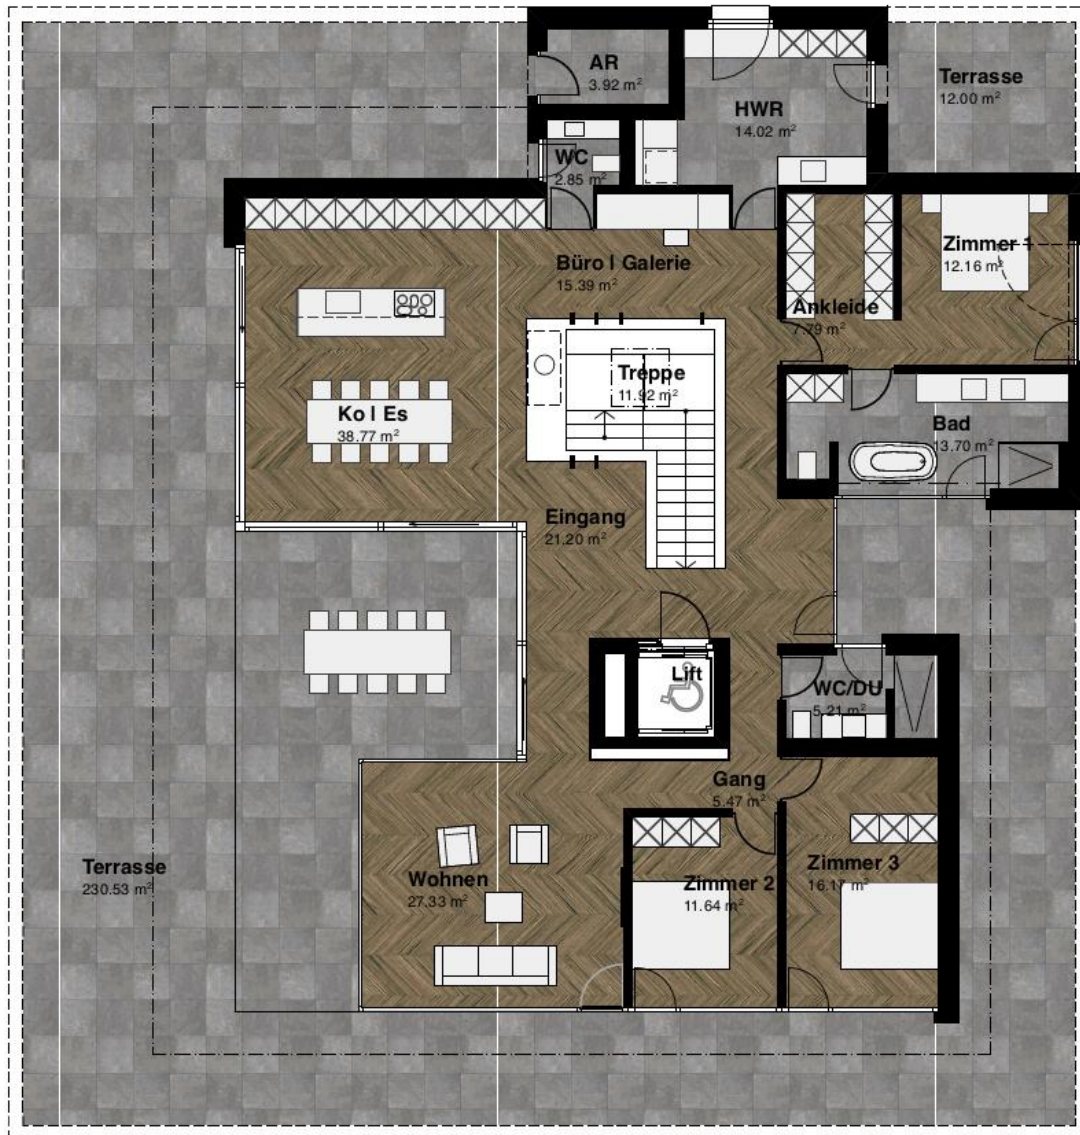 AR
3.92 m²
Terrasse
12.00 m²
HWR
14.02 m²
WC
2.85 m²
Zimmer 1
12.16 m²
Büro I Galerie
15.39 m²
Ankleide
7.79 m²
Treppe
11.92 m²
Ko I Es
38.77 m²
Bad
13.70 m²
Eingang
21.20 m²
Lift
WC/DU
5.21 m²
Gang
5.47 m²
Terrasse
230.53 m²
Wohnen
27.33 m²
Zimmer 2
11.64 m²
Zimmer 3
16.17 m²